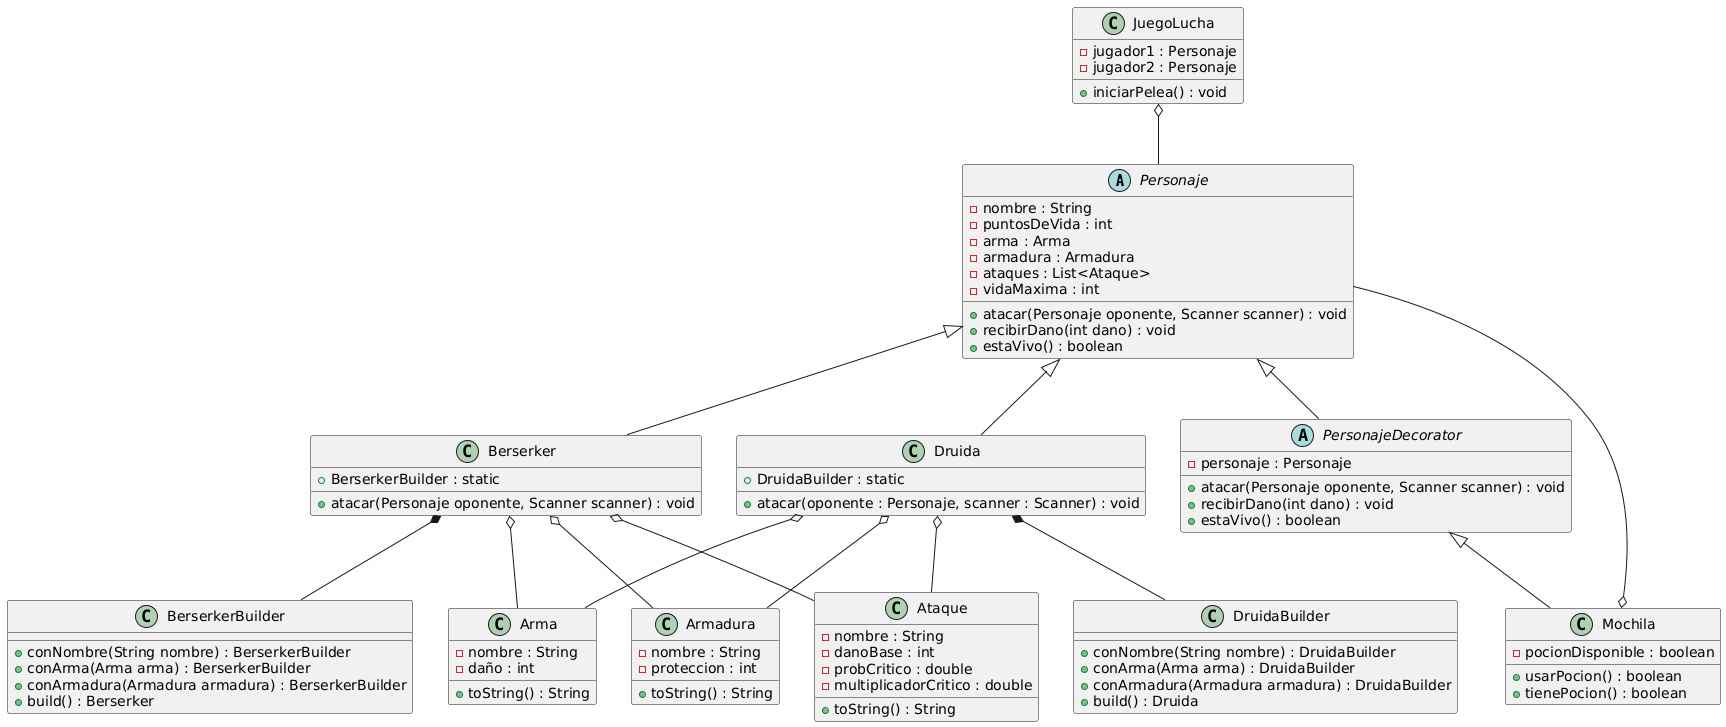 C JuegoLucha
jugador1 : Personaje
jugador2 : Personaje
iniciarPelea() : void
A Personaje
nombre : String
puntosDeVida : int
arma : Arma
armadura : Armadura
ataques : List<Ataque>
vidaMaxima : int
atacar(Personaje oponente, Scanner scanner) : void
recibirDano(int dano) : void
estaVivo() : boolean
C Berserker
BerserkerBuilder : static
atacar(Personaje oponente, Scanner scanner) : void
C Druida
DruidaBuilder : static
atacar(oponente : Personaje, scanner : Scanner) : void
A PersonajeDecorator
personaje : Personaje
atacar(Personaje oponente, Scanner scanner) : void
recibirDano(int dano) : void
estaVivo() : boolean
C BerserkerBuilder
conNombre(String nombre) : BerserkerBuilder
conArma(Arma arma) : BerserkerBuilder
conArmadura(Armadura armadura) : BerserkerBuilder
build() : Berserker
C Arma
nombre : String
daño : int
toString() : String
C Armadura
nombre : String
proteccion : int
toString() : String
C Ataque
nombre : String
danoBase : int
probCritico : double
multiplicadorCritico : double
toString() : String
C DruidaBuilder
conNombre(String nombre) : DruidaBuilder
conArma(Arma arma) : DruidaBuilder
conArmadura(Armadura armadura) : DruidaBuilder
build() : Druida
C Mochila
pocionDisponible : boolean
usarPocion() : boolean
tienePocion() : boolean